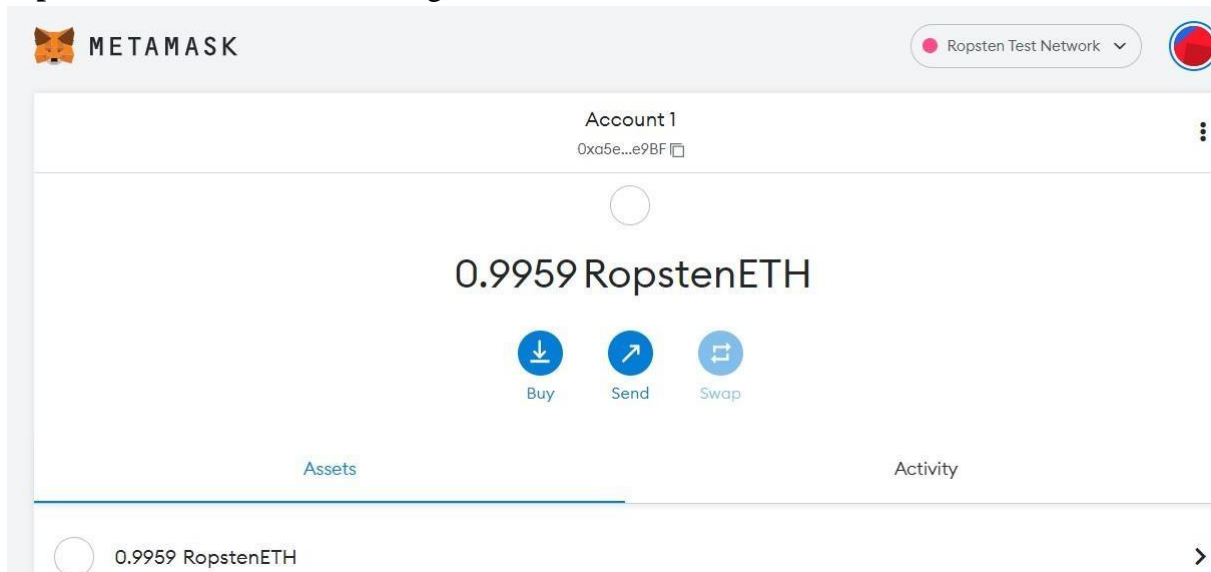 METAMASK
Ropsten Test Network
Account 1
0xa5e...e9BF
0.9959 RopstenETH
Buy Send Swap
Assets Activity
0.9959 RopstenETH